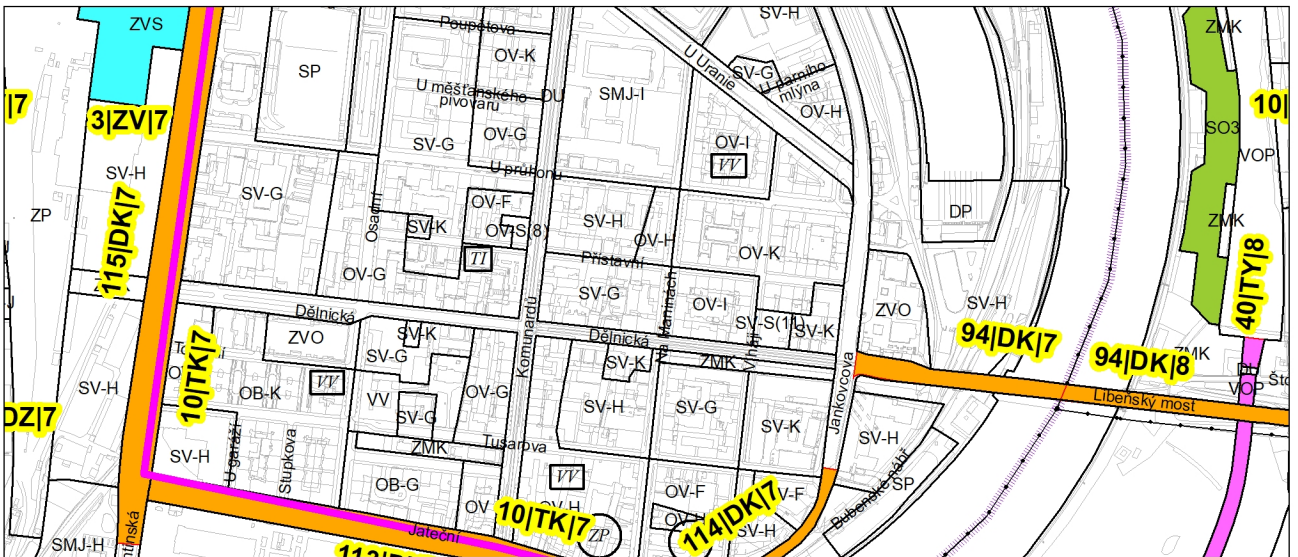 ZVS
Poupětova
SV-H
ZMK
OV-K
SP
U Uranie
SV-G
U parního
mlýna
U měšťanského
pivovaru
DU
SMJ-I
OV-H
3|ZV|7
10|
SO3
VOP
OV-G
OV-I
SV-G
VV
SV-H
U průhonu
SV-G
OV-F
ZP
SV-K
OV-S(8)
SV-H
DP
ZMK
Osadní
OV-H
OV-K
115|DK|7
TI
Přístavní
40|TY|8
OV-G
SV-G
Na Maninách
OV-I
SV-H
Dělnická
Komunardů
Dělnická
SV-S(11)
SV-K
ZVO
94|DK|7
ZVO
SV-K
V háji
ZMK
SV-G
SV-K
ZMK
94|DK|8
10|TK|7
VV
Jankovcova
VOP
SV-H
OB-K
VV
OV-G
Libeňský most
DZ|7
SV-G
SV-H
SV-G
SV-K
SV-H
Tusarova
ZMK
SV-H
U garáží
Stupkova
VV
Bubenské nábř
SP
OB-G
OV-F
10|TK|7
114|DK|7
Jateční
ZP
SV-H
SMJ-H